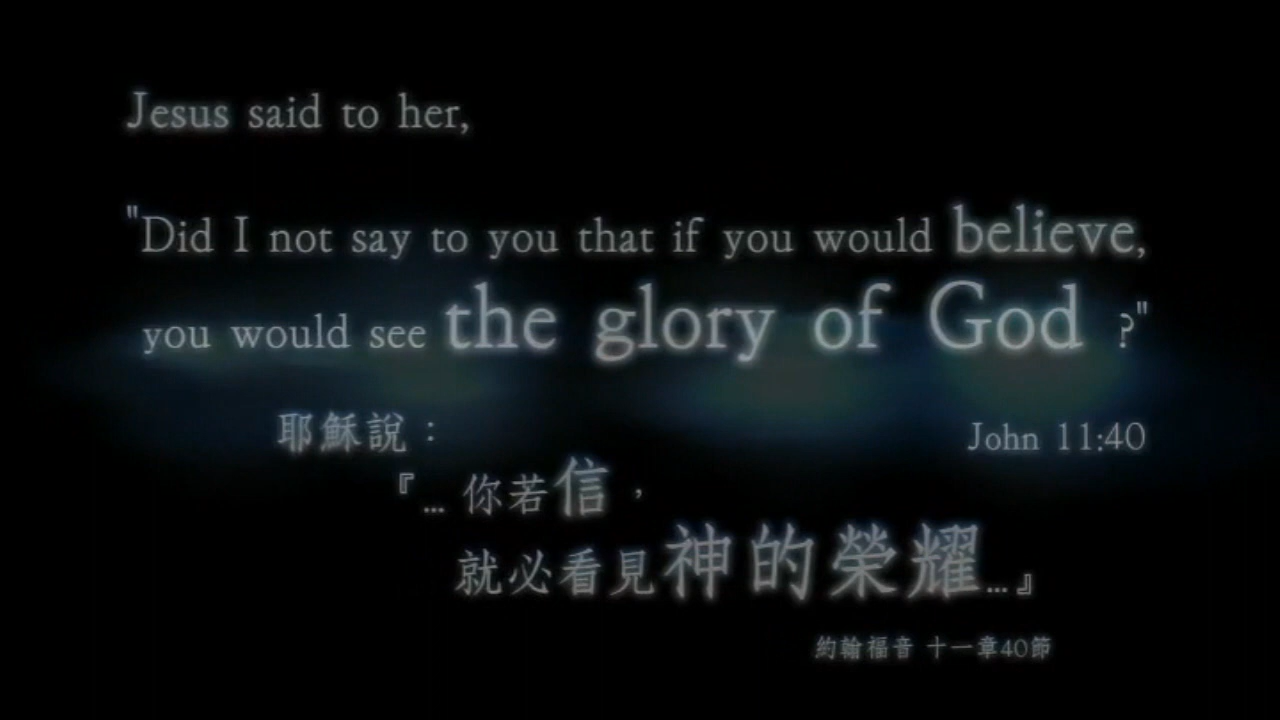 Jesus said to her,
"Did I not say to you that if you would believe,
you would see the glory of God ?"
John 11:40
耶穌說：
『... 你若信，
就必看見神的榮耀...』
約翰福音 十一章40節